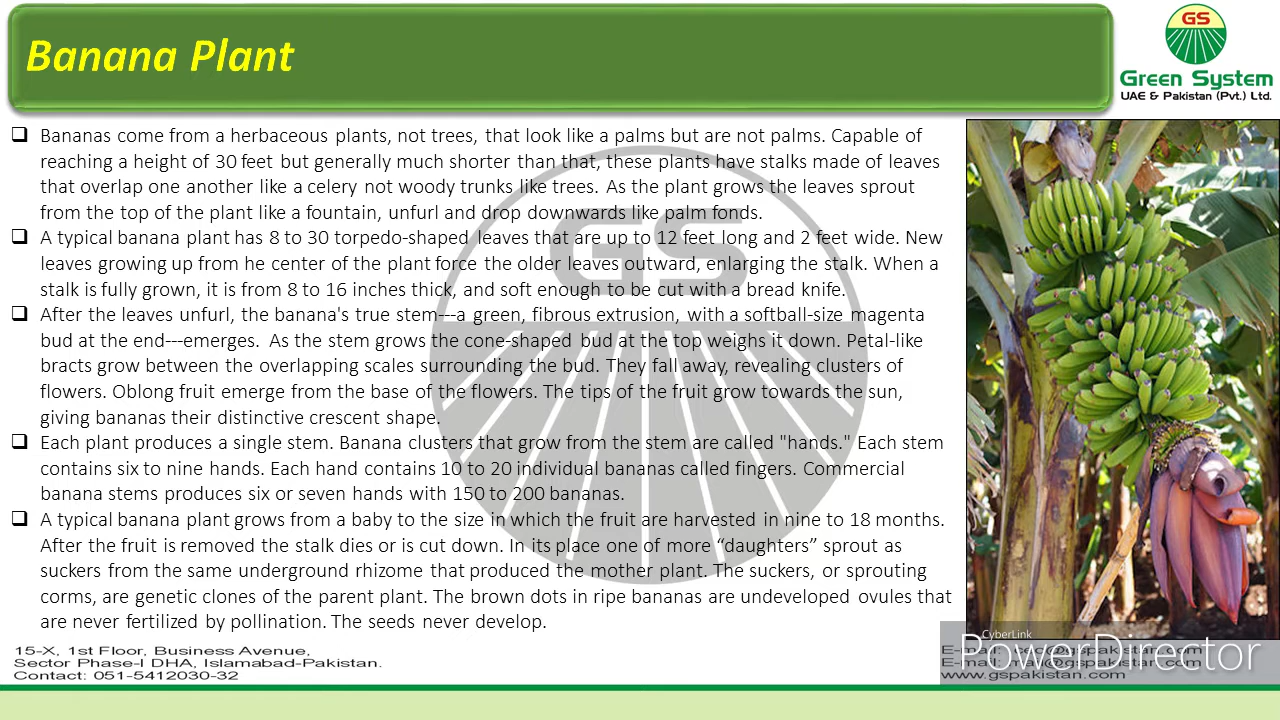 Banana Plant
GS
Green System
UAE & Pakistan (Pvt.) Ltd.
❑ Bananas come from a herbaceous plants, not trees, that look like a palms but are not palms. Capable of
reaching a height of 30 feet but generally much shorter than that, these plants have stalks made of leaves
that overlap one another like a celery not woody trunks like trees. As the plant grows the leaves sprout
from the top of the plant like a fountain, unfurl and drop downwards like palm fonds.
❑ A typical banana plant has 8 to 30 torpedo-shaped leaves that are up to 12 feet long and 2 feet wide. New
leaves growing up from he center of the plant force the older leaves outward, enlarging the stalk. When a
stalk is fully grown, it is from 8 to 16 inches thick, and soft enough to be cut with a bread knife.
❑ After the leaves unfurl, the banana's true stem---a green, fibrous extrusion, with a softball-size magenta
bud at the end---emerges. As the stem grows the cone-shaped bud at the top weighs it down. Petal-like
bracts grow between the overlapping scales surrounding the bud. They fall away, revealing clusters of
flowers. Oblong fruit emerge from the base of the flowers. The tips of the fruit grow towards the sun,
giving bananas their distinctive crescent shape.
❑ Each plant produces a single stem. Banana clusters that grow from the stem are called "hands." Each stem
contains six to nine hands. Each hand contains 10 to 20 individual bananas called fingers. Commercial
banana stems produces six or seven hands with 150 to 200 bananas.
❑ A typical banana plant grows from a baby to the size in which the fruit are harvested in nine to 18 months.
After the fruit is removed the stalk dies or is cut down. In its place one of more “daughters” sprout as
suckers from the same underground rhizome that produced the mother plant. The suckers, or sprouting
corms, are genetic clones of the parent plant. The brown dots in ripe bananas are undeveloped ovules that
are never fertilized by pollination. The seeds never develop.
GS
15-X, 1st Floor, Business Avenue,
Sector Phase-I DHA, Islamabad-Pakistan.
Contact: 051-5412030-32
E-mail:
E-mail:
www.gspakistan.com
CyberLink
PowerDirector